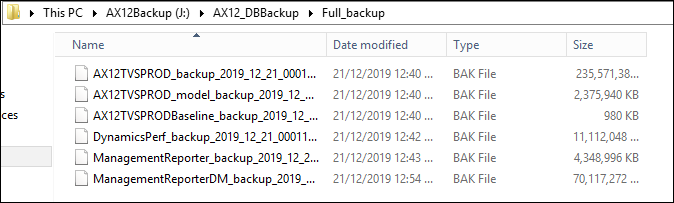 This PC AX12Backup (J:) AX12_DBBackup Full_backup
Name Date modified Type Size
AX12TVSPROD_backup_2019_12_21_0001... 21/12/2019 12:40 ... BAK File 235,571,38...
AX12TVSPROD_model_backup_2019_12_... 21/12/2019 12:40 ... BAK File 2,375,940 KB
AX12TVSPRODBaseline_backup_2019_12... 21/12/2019 12:40 ... BAK File 980 KB
DynamicsPerf_backup_2019_12_21_00011... 21/12/2019 12:42 ... BAK File 11,112,048 ...
ces ManagementReporter_backup_2019_12_2... 21/12/2019 12:43 ... BAK File 4,348,996 KB
ManagementReporterDM_backup_2019_... 21/12/2019 12:54 ... BAK File 70,117,272 ...